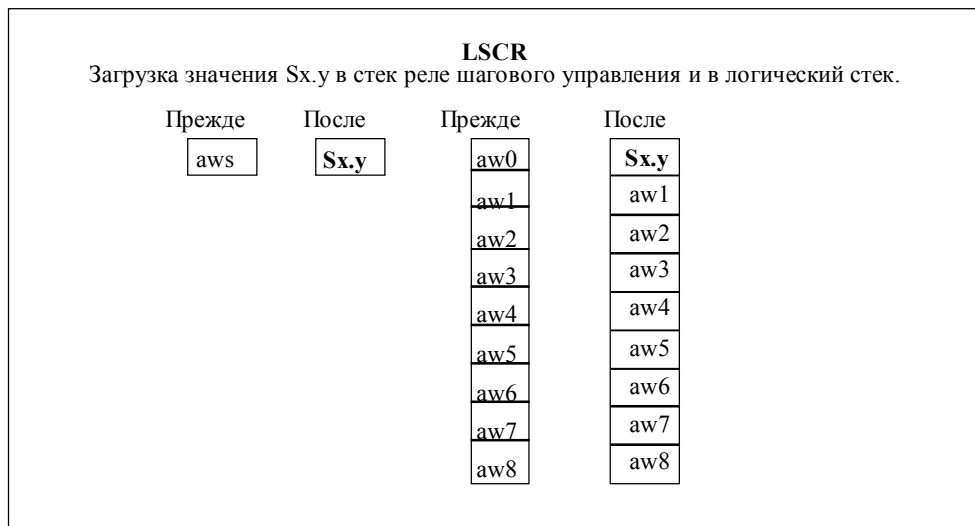 LSCR
Загрузка значения Sx.y в стек реле шагового управления и в логический стек.
Прежде После Прежде После
aws Sx.y aw0 Sx.y
aw1 aw1
aw2 aw2
aw3 aw3
aw4 aw4
aw5 aw5
aw6 aw6
aw7 aw7
aw8 aw8